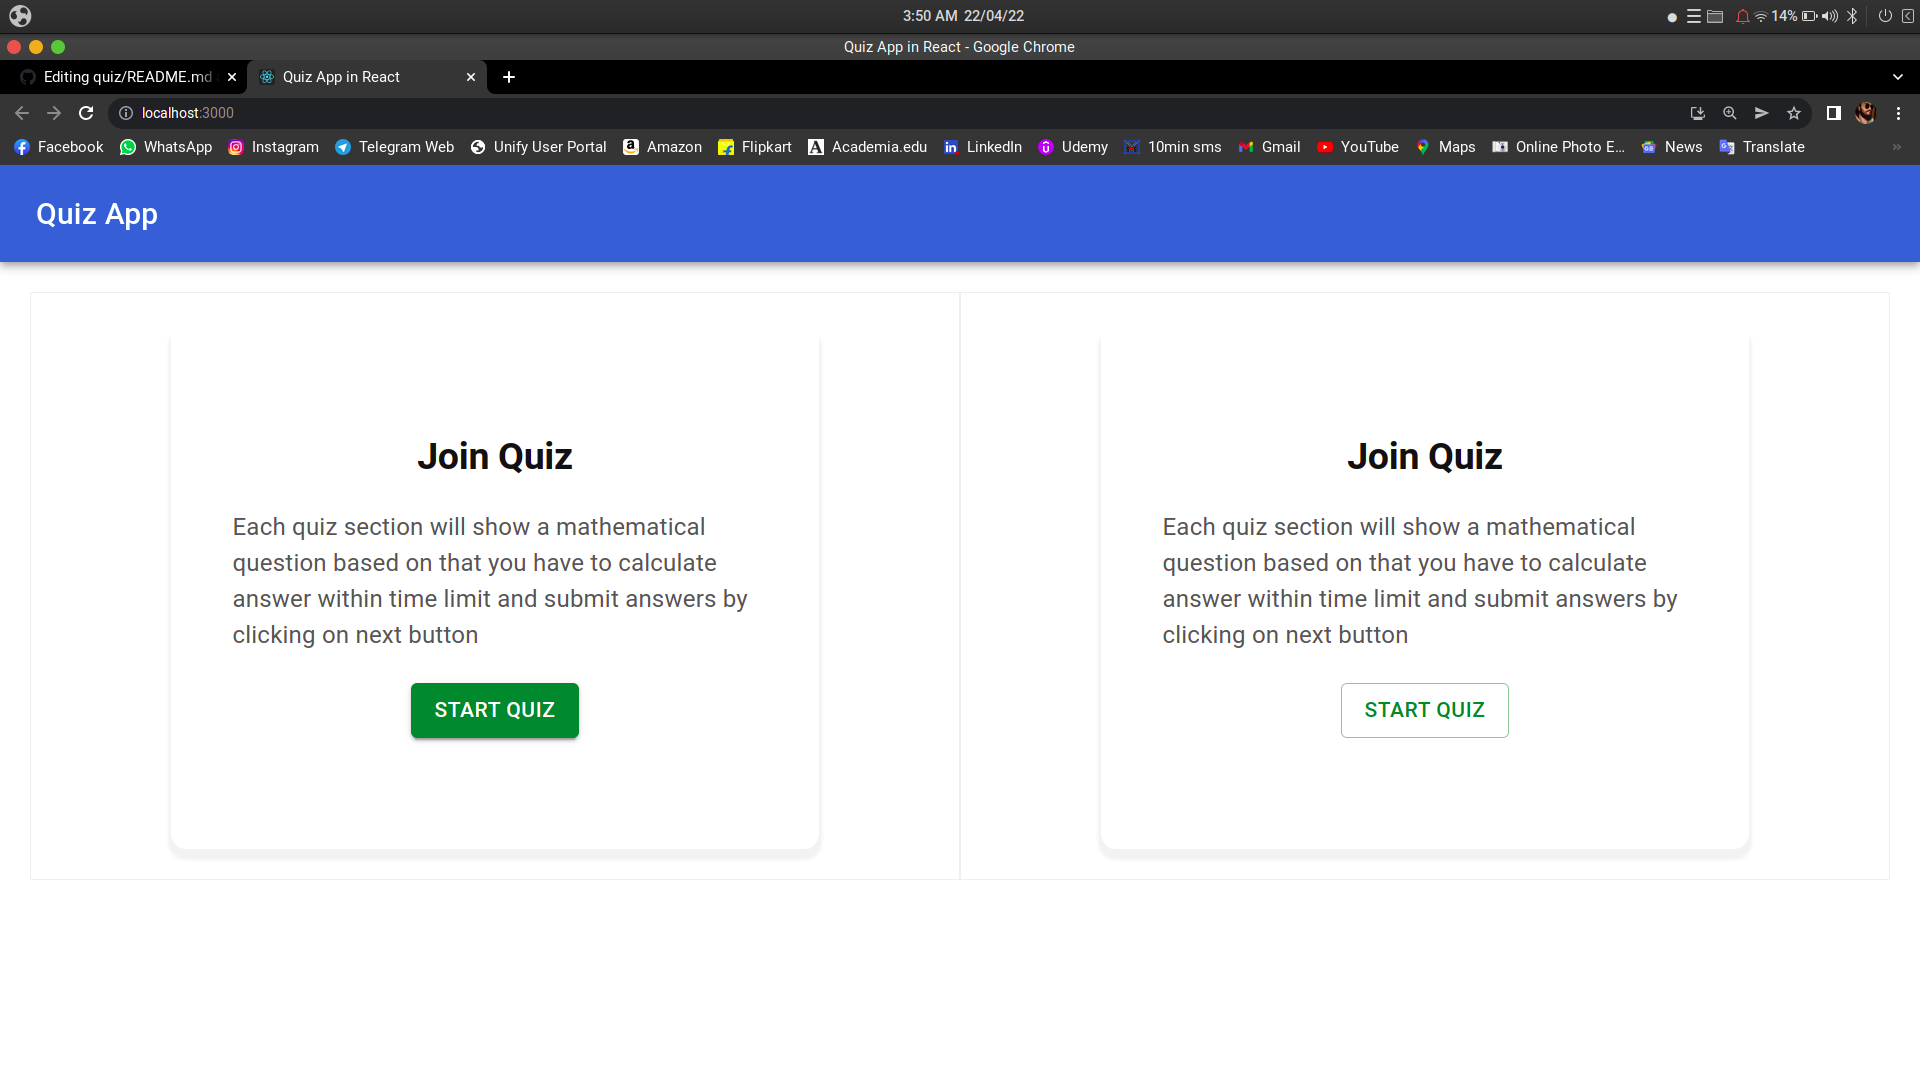 3:50 AM 22/04/22
14%
Quiz App in React - Google Chrome
Editing quiz/README.md
Quiz App in React
localhost:3000
Facebook WhatsApp Instagram Telegram Web Unify User Portal Amazon Flipkart Academia.edu LinkedIn Udemy 10min sms Gmail YouTube Maps Online Photo E... News Translate
Quiz App
Join Quiz
Each quiz section will show a mathematical
question based on that you have to calculate
answer within time limit and submit answers by
clicking on next button
START QUIZ
Join Quiz
Each quiz section will show a mathematical
question based on that you have to calculate
answer within time limit and submit answers by
clicking on next button
START QUIZ